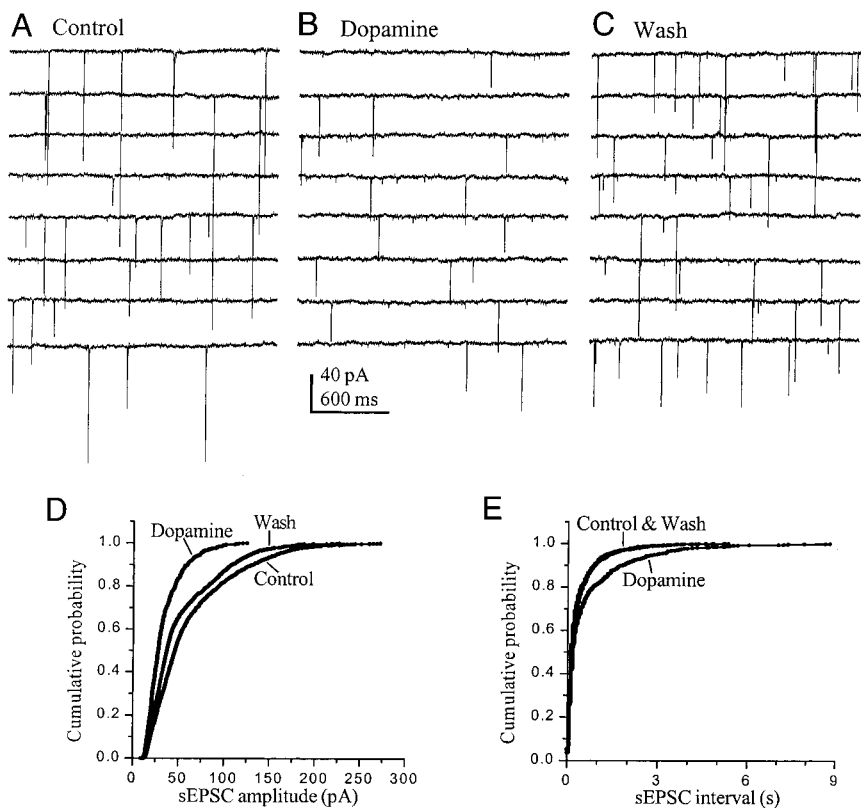 A Control
B Dopamine
C Wash
40 pA
600 ms
D
Dopamine
Wash
Control
Cumulative probability
1.0
0.8
0.6
0.4
0.2
0.0
0 50 100 150 200 250 300
sEPSC amplitude (pA)
E
Control & Wash
Dopamine
Cumulative probability
1.0
0.8
0.6
0.4
0.2
0.0
0 3 6 9
sEPSC interval (s)